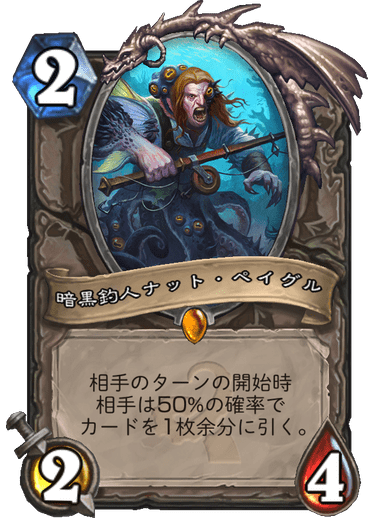 2
暗黒釣人ナット・ペイグル
相手のターンの開始時
相手は50%の確率で
カードを1枚余分に引く。
2
4